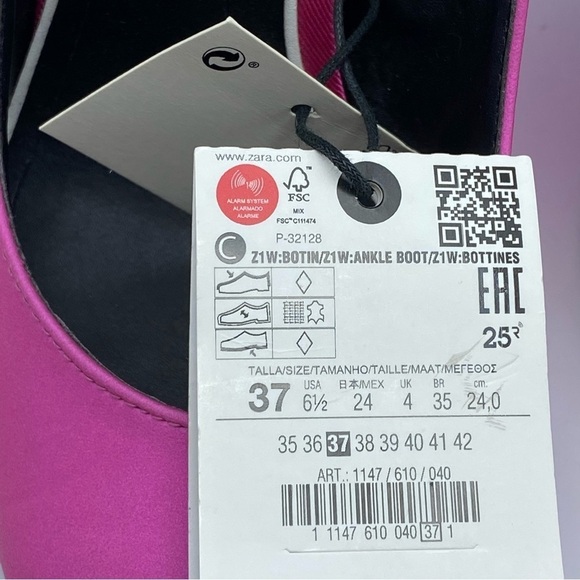 ®
www.zara.com
ALARM SYSTEM
ALARMADO
ALARME
FSC
MIX
FSC™ C111474
P-32128
C
Z1W:BOTIN/Z1W:ANKLE BOOT/Z1W:BOTTINES
EAC
25R®
TALLA/SIZE/TAMANHO/TAILLE/MAAT/ΜΕΓΕΘΟΣ
USA 日本/MEX UK BR cm.
37 6½ 24 4 35 24,0
35 36 37 38 39 40 41 42
ART.: 1147 / 610 / 040
1 1147 610 040 37 1